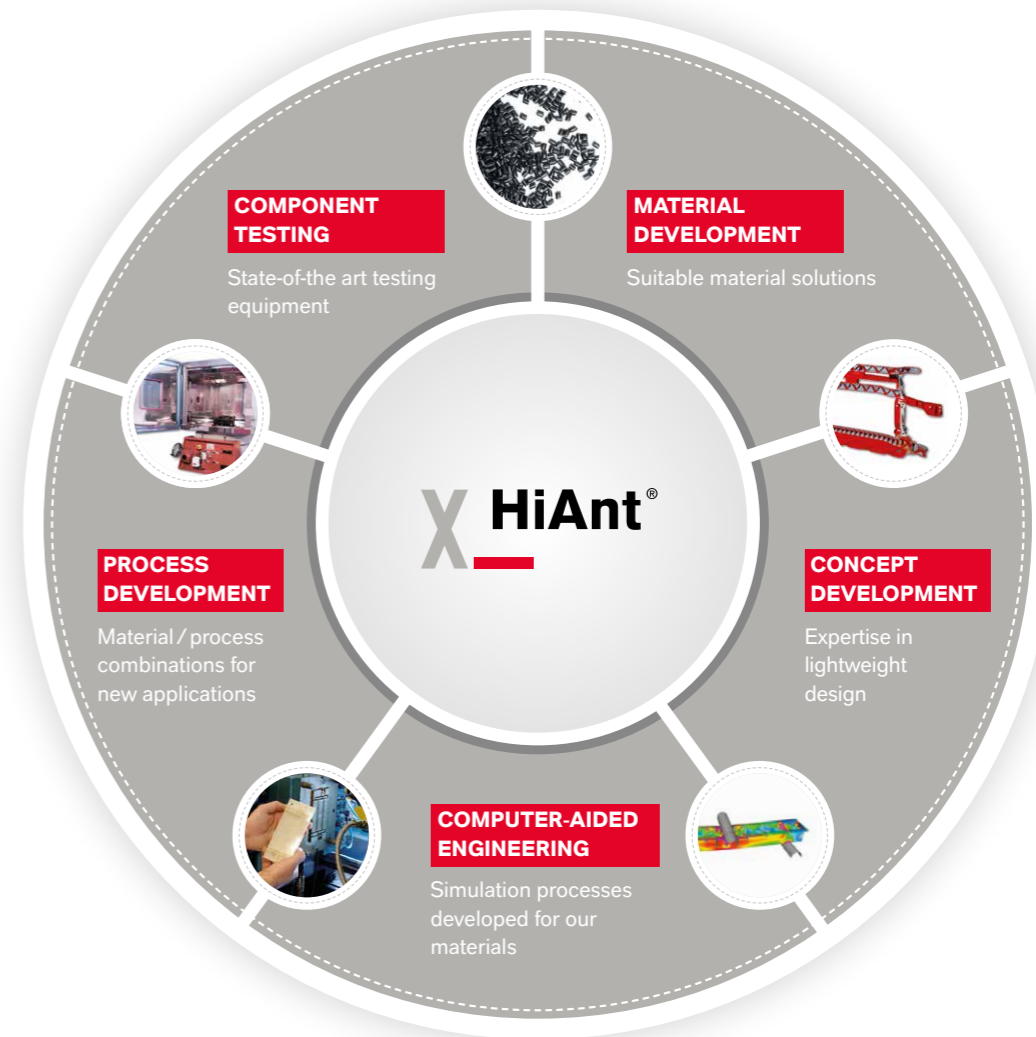 COMPONENT
TESTING
State-of-the art testing
equipment
MATERIAL
DEVELOPMENT
Suitable material solutions
X HiAnt®
PROCESS
DEVELOPMENT
Material / process
combinations for
new applications
CONCEPT
DEVELOPMENT
Expertise in
lightweight
design
COMPUTER-AIDED
ENGINEERING
Simulation processes
developed for our
materials